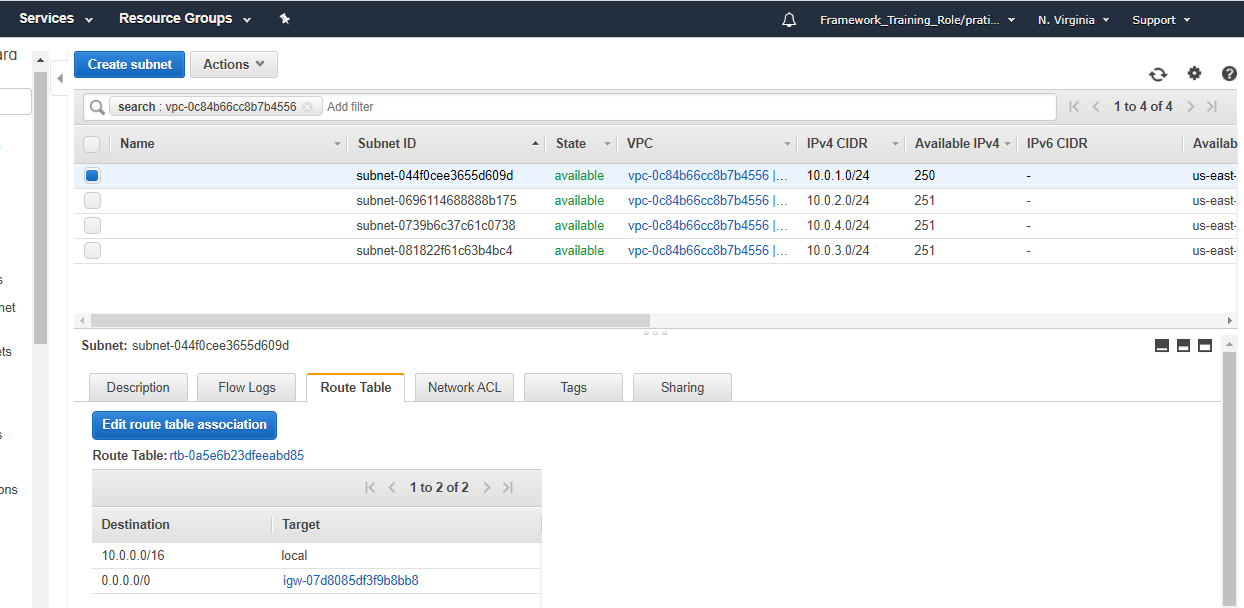 Services Resource Groups Framework_Training_Role/prati... N. Virginia Support
ard
Create subnet Actions
search : vpc-0c84b66cc8b7b4556 Add filter 1 to 4 of 4
Name Subnet ID State VPC IPv4 CIDR Available IPv4 IPv6 CIDR Availab
subnet-044f0cee3655d609d available vpc-0c84b66cc8b7b4556 |... 10.0.1.0/24 250 - us-east-
subnet-0696114688888b175 available vpc-0c84b66cc8b7b4556 |... 10.0.2.0/24 251 - us-east-
subnet-0739b6c37c61c0738 available vpc-0c84b66cc8b7b4556 |... 10.0.4.0/24 251 - us-east-
subnet-081822f61c63b4bc4 available vpc-0c84b66cc8b7b4556 |... 10.0.3.0/24 251 - us-east-
s
net
ets
s
ons
Subnet: subnet-044f0cee3655d609d
Description Flow Logs Route Table Network ACL Tags Sharing
Edit route table association
Route Table: rtb-0a5e6b23dfeeabd85
1 to 2 of 2
Destination Target
10.0.0.0/16 local
0.0.0.0/0 igw-07d8085df3f9b8bb8